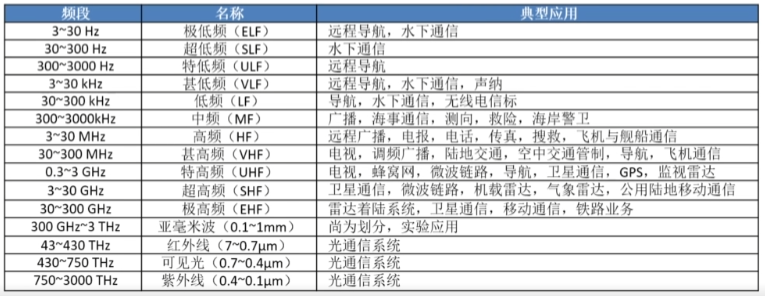 频段 名称 典型应用
3~30 Hz 极低频（ELF） 远程导航，水下通信
30~300 Hz 超低频（SLF） 水下通信
300~3000 Hz 特低频（ULF） 远程导航
3~30 kHz 甚低频（VLF） 远程导航，水下通信，声纳
30~300 kHz 低频（LF） 导航，水下通信，无线电信标
300~3000kHz 中频（MF） 广播，海事通信，测向，救险，海岸警卫
3~30 MHz 高频（HF） 远程广播，电报，电话，传真，搜救，飞机与舰船通信
30~300 MHz 甚高频（VHF） 电视，调频广播，陆地交通，空中交通管制，导航，飞机通信
0.3~3 GHz 特高频（UHF） 电视，蜂窝网，微波链路，导航，卫星通信，GPS，监视雷达
3~30 GHz 超高频（SHF） 卫星通信，微波链路，机载雷达，气象雷达，公用陆地移动通信
30~300 GHz 极高频（EHF） 雷达着陆系统，卫星通信，移动通信，铁路业务
300 GHz~3 THz 亚毫米波（0.1~1mm） 尚为划分，实验应用
43~430 THz 红外线（7~0.7μm） 光通信系统
430~750 THz 可见光（0.7~0.4μm） 光通信系统
750~3000 THz 紫外线（0.4~0.1μm） 光通信系统